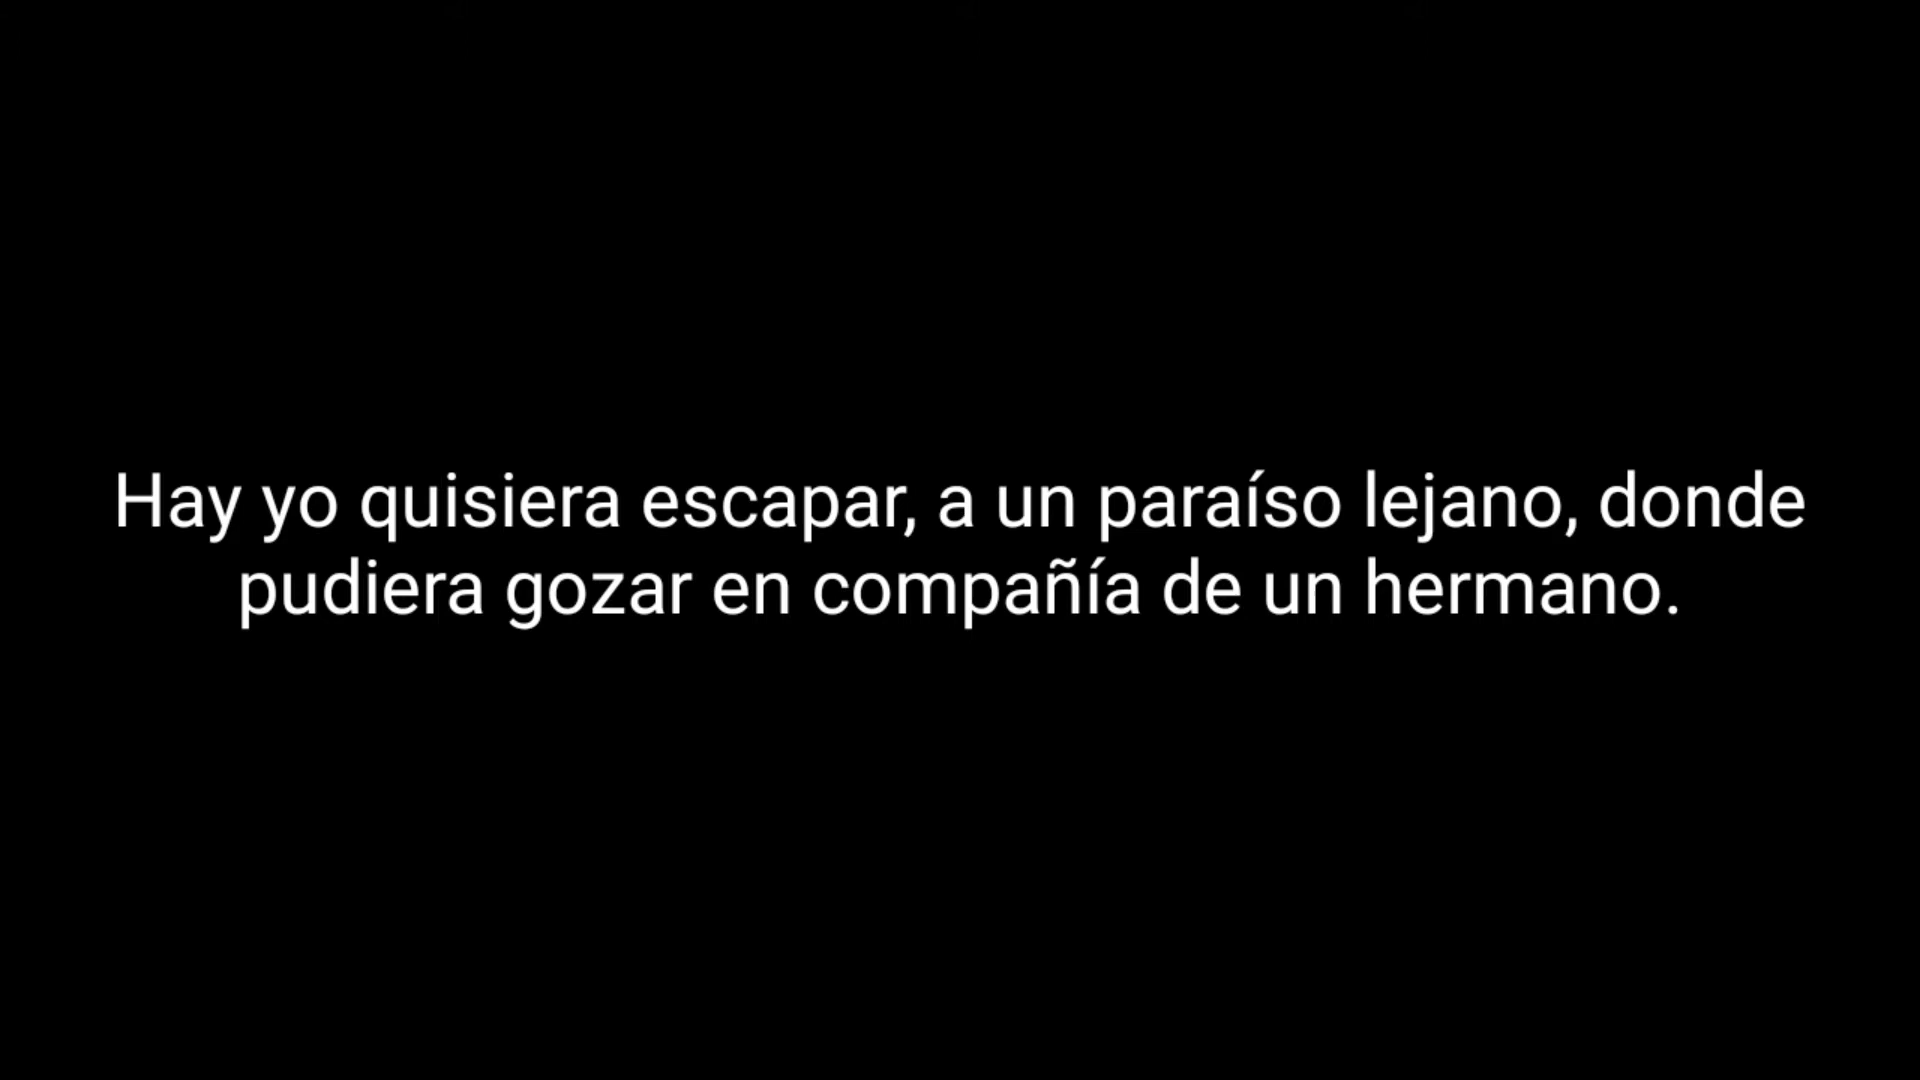 Hay yo quisiera escapar, a un paraíso lejano, donde
pudiera gozar en compañía de un hermano.